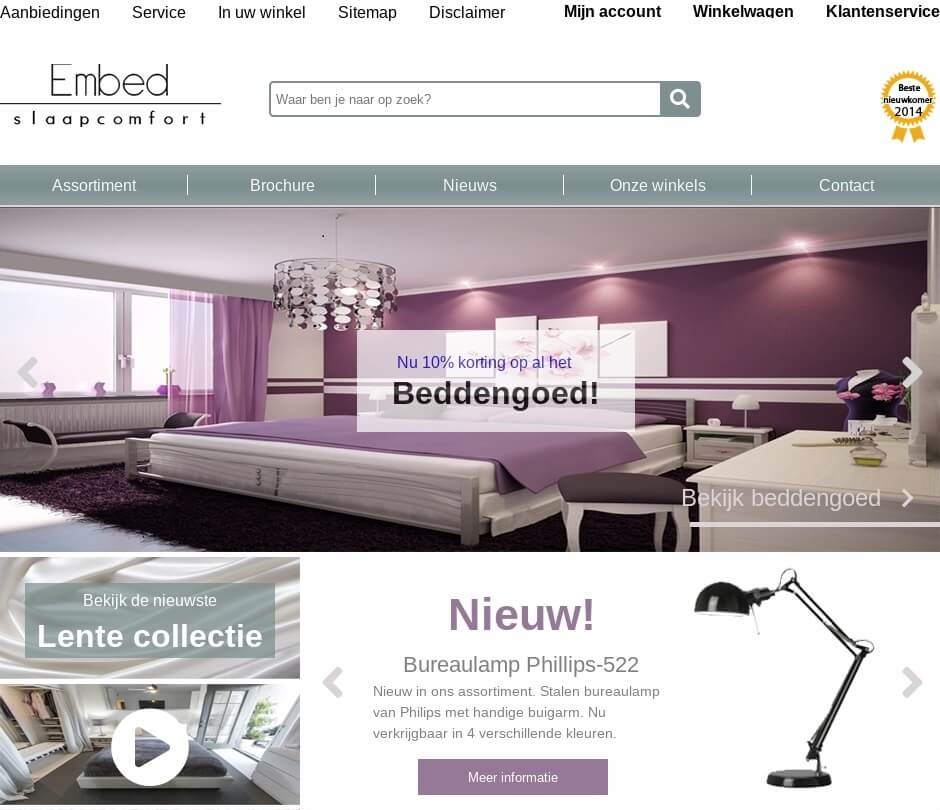 Aanbiedingen Service In uw winkel Sitemap Disclaimer Mijn account Winkelwagen Klantenservice
Embed
slaapcomfort
Waar ben je naar op zoek?
Beste
nieuwkomer
2014
Assortiment Brochure Nieuws Onze winkels Contact
Nu 10% korting op al het
Beddengoed!
Bekijk beddengoed
Bekijk de nieuwste
Lente collectie
Nieuw!
Bureaulamp Phillips-522
Nieuw in ons assortiment. Stalen bureaulamp
van Philips met handige buigarm. Nu
verkrijgbaar in 4 verschillende kleuren.
Meer informatie